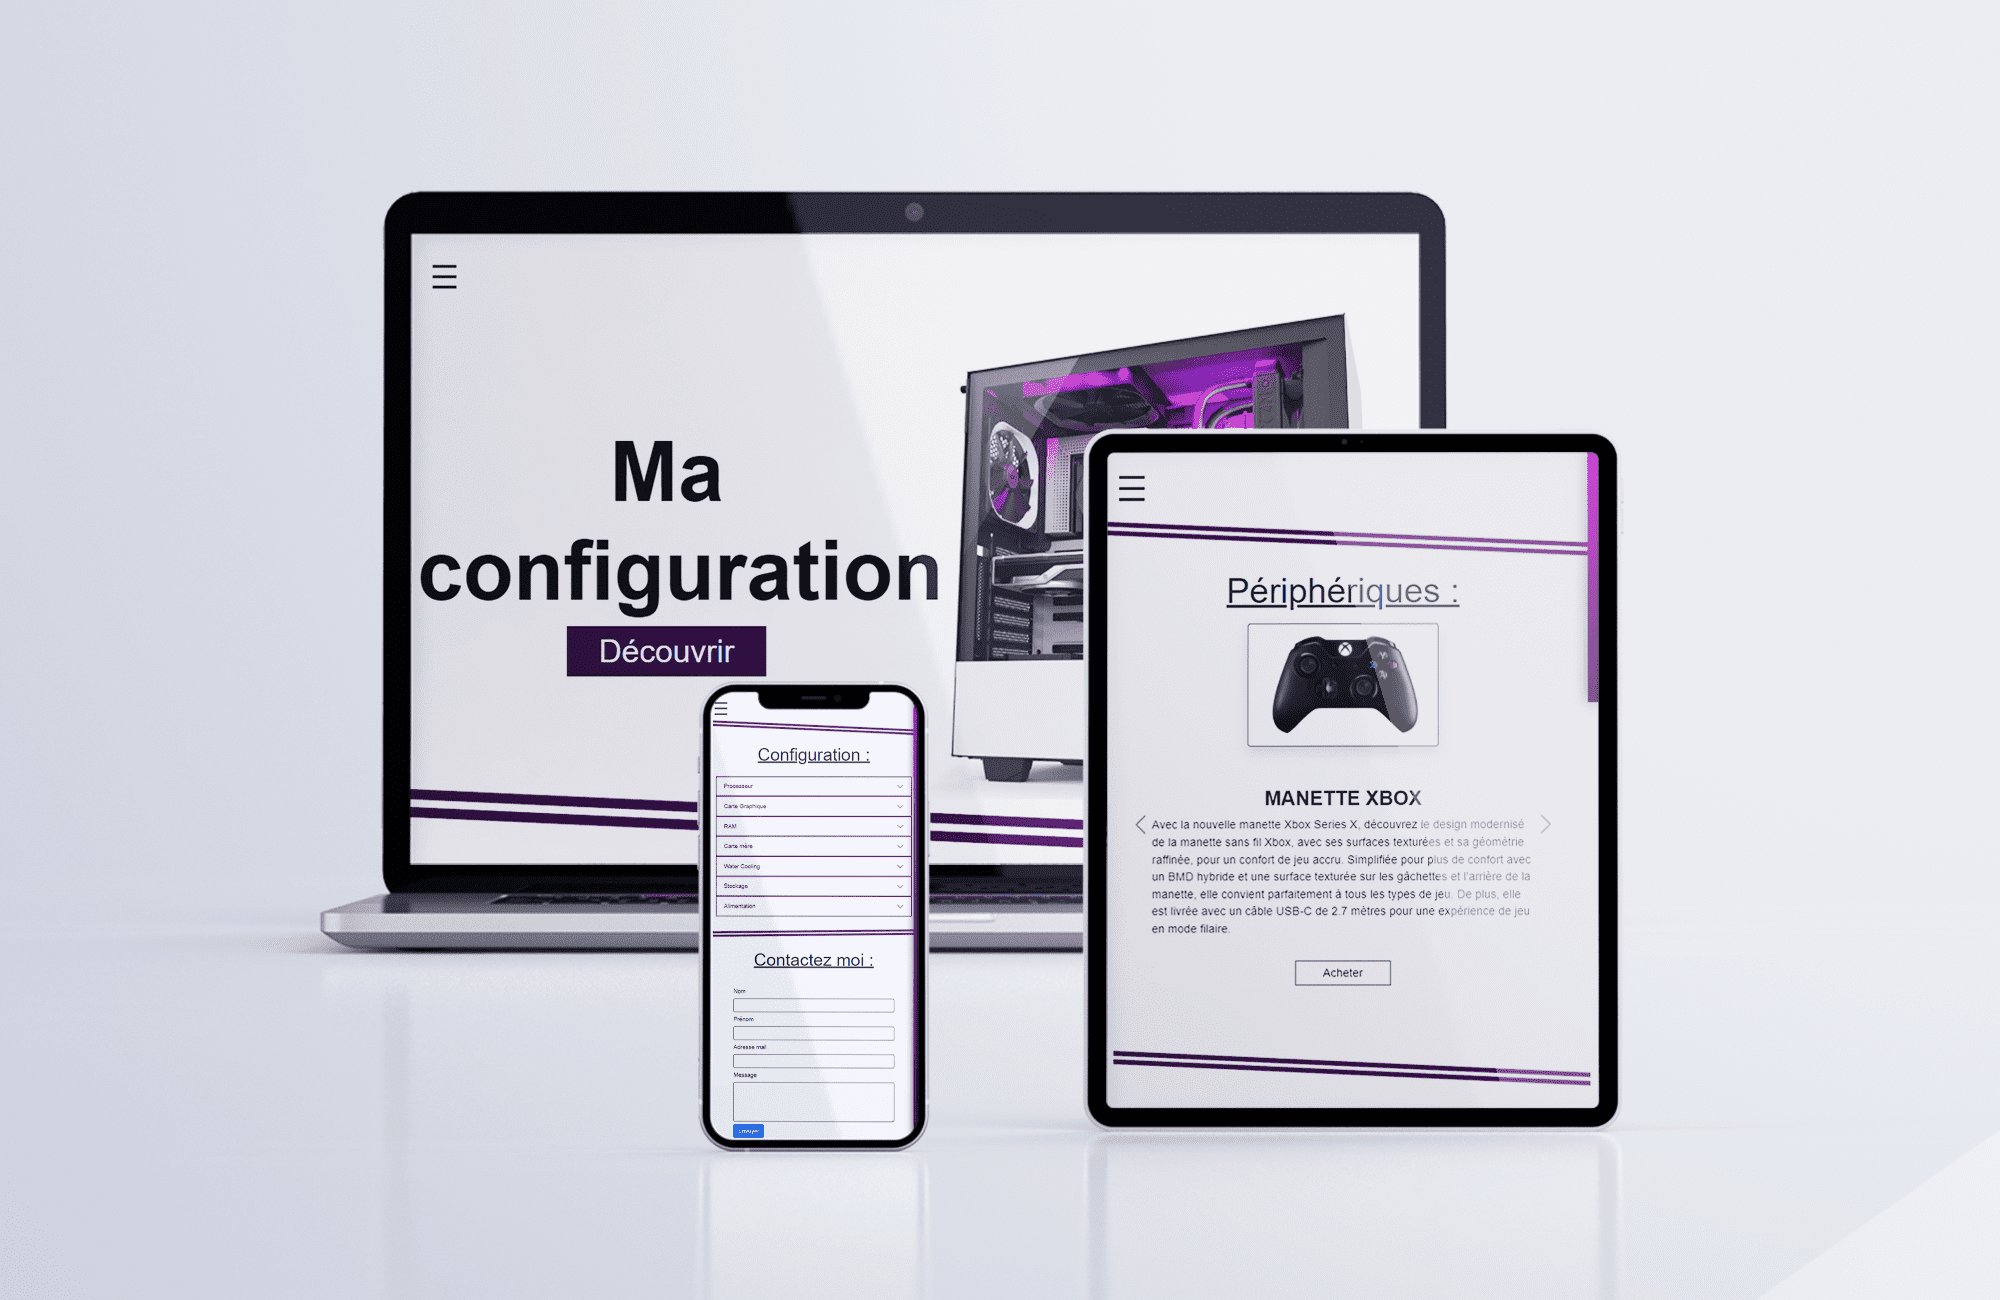 Ma
configuration
Découvrir
Configuration :
Processeur
Carte Graphique
RAM
Carte mère
Water Cooling
Stockage
Alimentation
Contactez moi :
Nom
Prénom
Adresse mail
Message
Envoyer
Périphériques :
MANETTE XBOX
Avec la nouvelle manette Xbox Series X, découvrez le design modernisé
de la manette sans fil Xbox, avec ses surfaces texturées et sa géométrie
raffinée, pour un confort de jeu accru. Simplifiée pour plus de confort avec
un BMD hybride et une surface texturée sur les gâchettes et l'arrière de la
manette, elle convient parfaitement à tous les types de jeu. De plus, elle
est livrée avec un câble USB-C de 2.7 mètres pour une expérience de jeu
en mode filaire.
Acheter